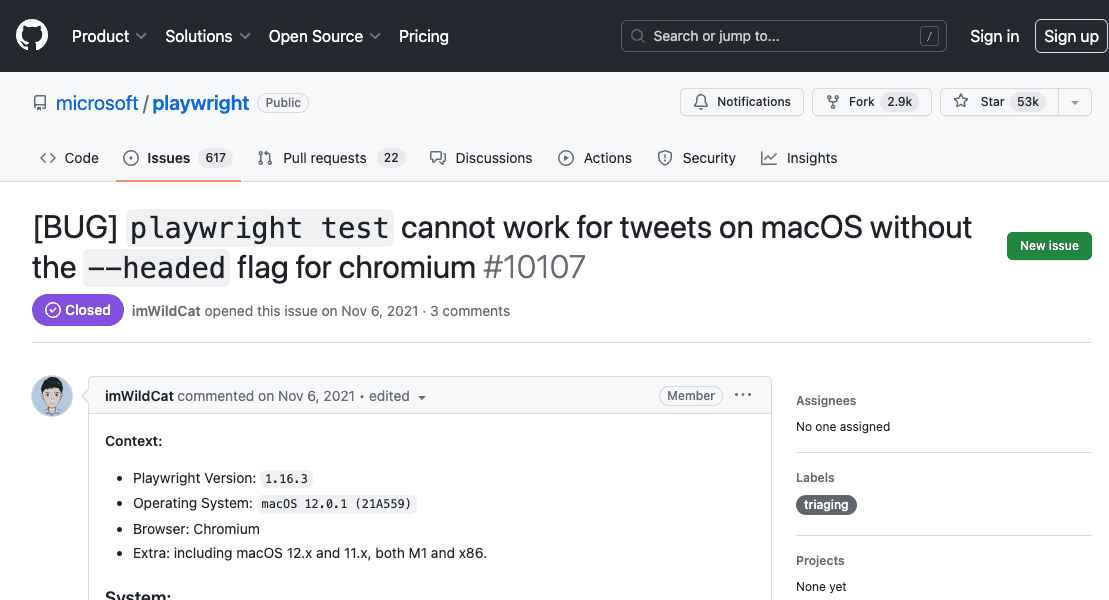 Product Solutions Open Source Pricing Search or jump to... / Sign in Sign up
microsoft / playwright Public Notifications Fork 2.9k Star 53k
Code Issues 617 Pull requests 22 Discussions Actions Security Insights
[BUG] playwright test cannot work for tweets on macOS without
the --headed flag for chromium #10107
New issue
Closed imWildCat opened this issue on Nov 6, 2021 · 3 comments
imWildCat commented on Nov 6, 2021 • edited Member ···
Context:
• Playwright Version: 1.16.3
• Operating System: macOS 12.0.1 (21A559)
• Browser: Chromium
• Extra: including macOS 12.x and 11.x, both M1 and x86.
System:
Assignees
No one assigned
Labels
triaging
Projects
None yet